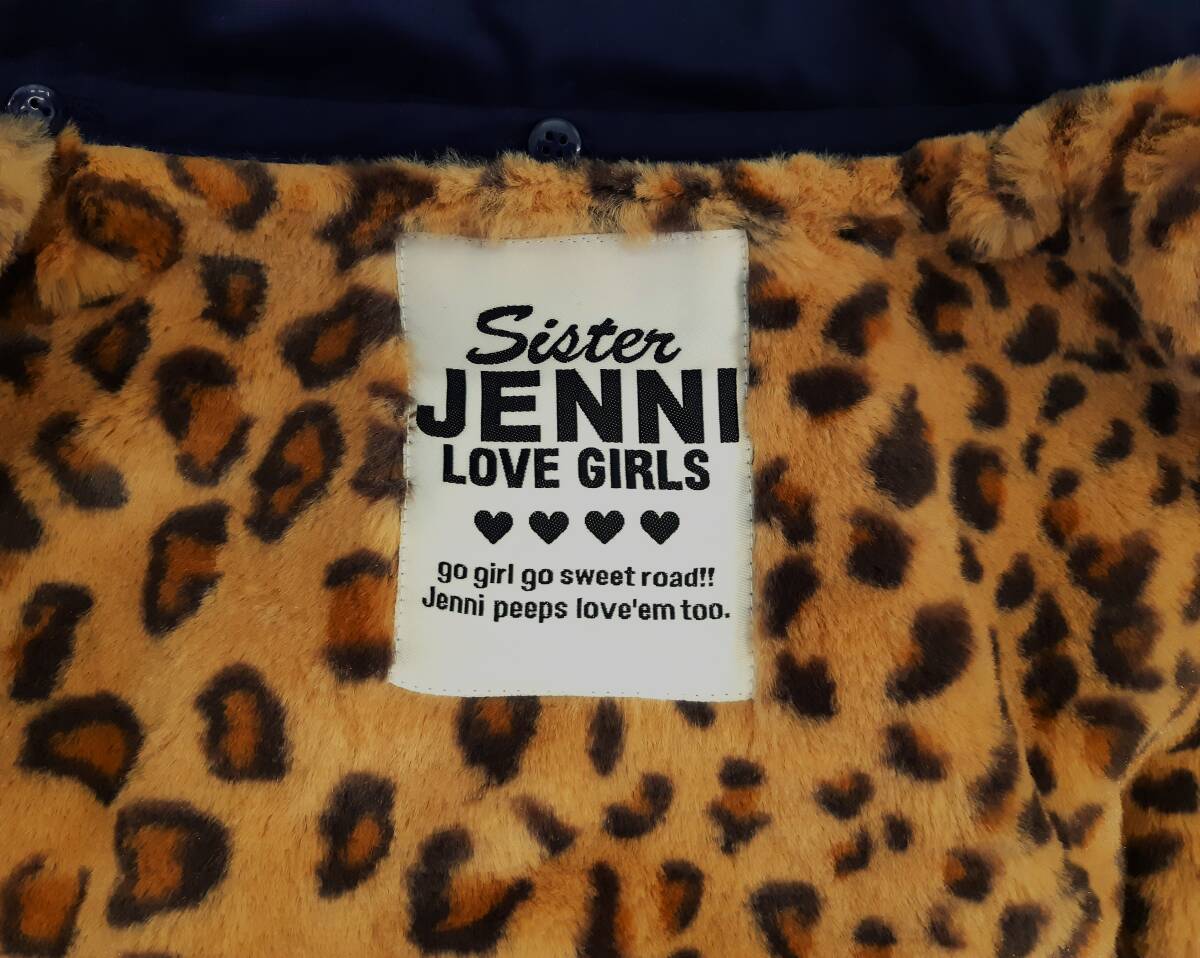 Sister
JENNI
LOVE GIRLS
♥♥♥♥
go girl go sweet road!!
Jenni peeps love'em too.